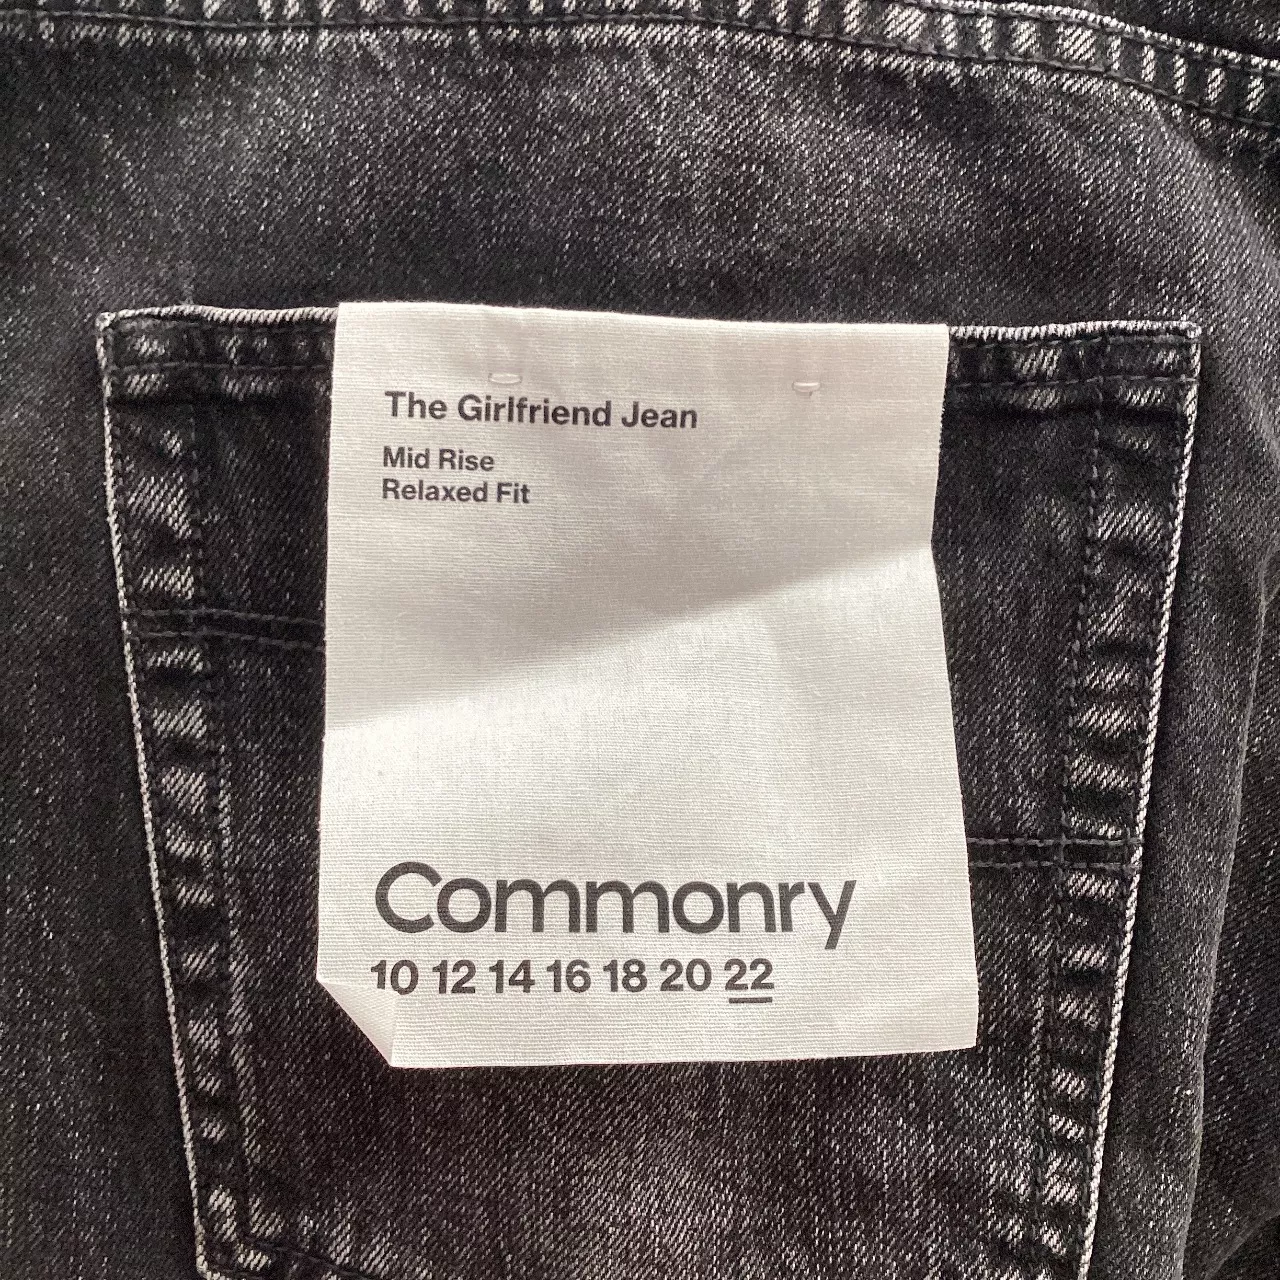 The Girlfriend Jean
Mid Rise
Relaxed Fit
Commonry
10 12 14 16 18 20 22